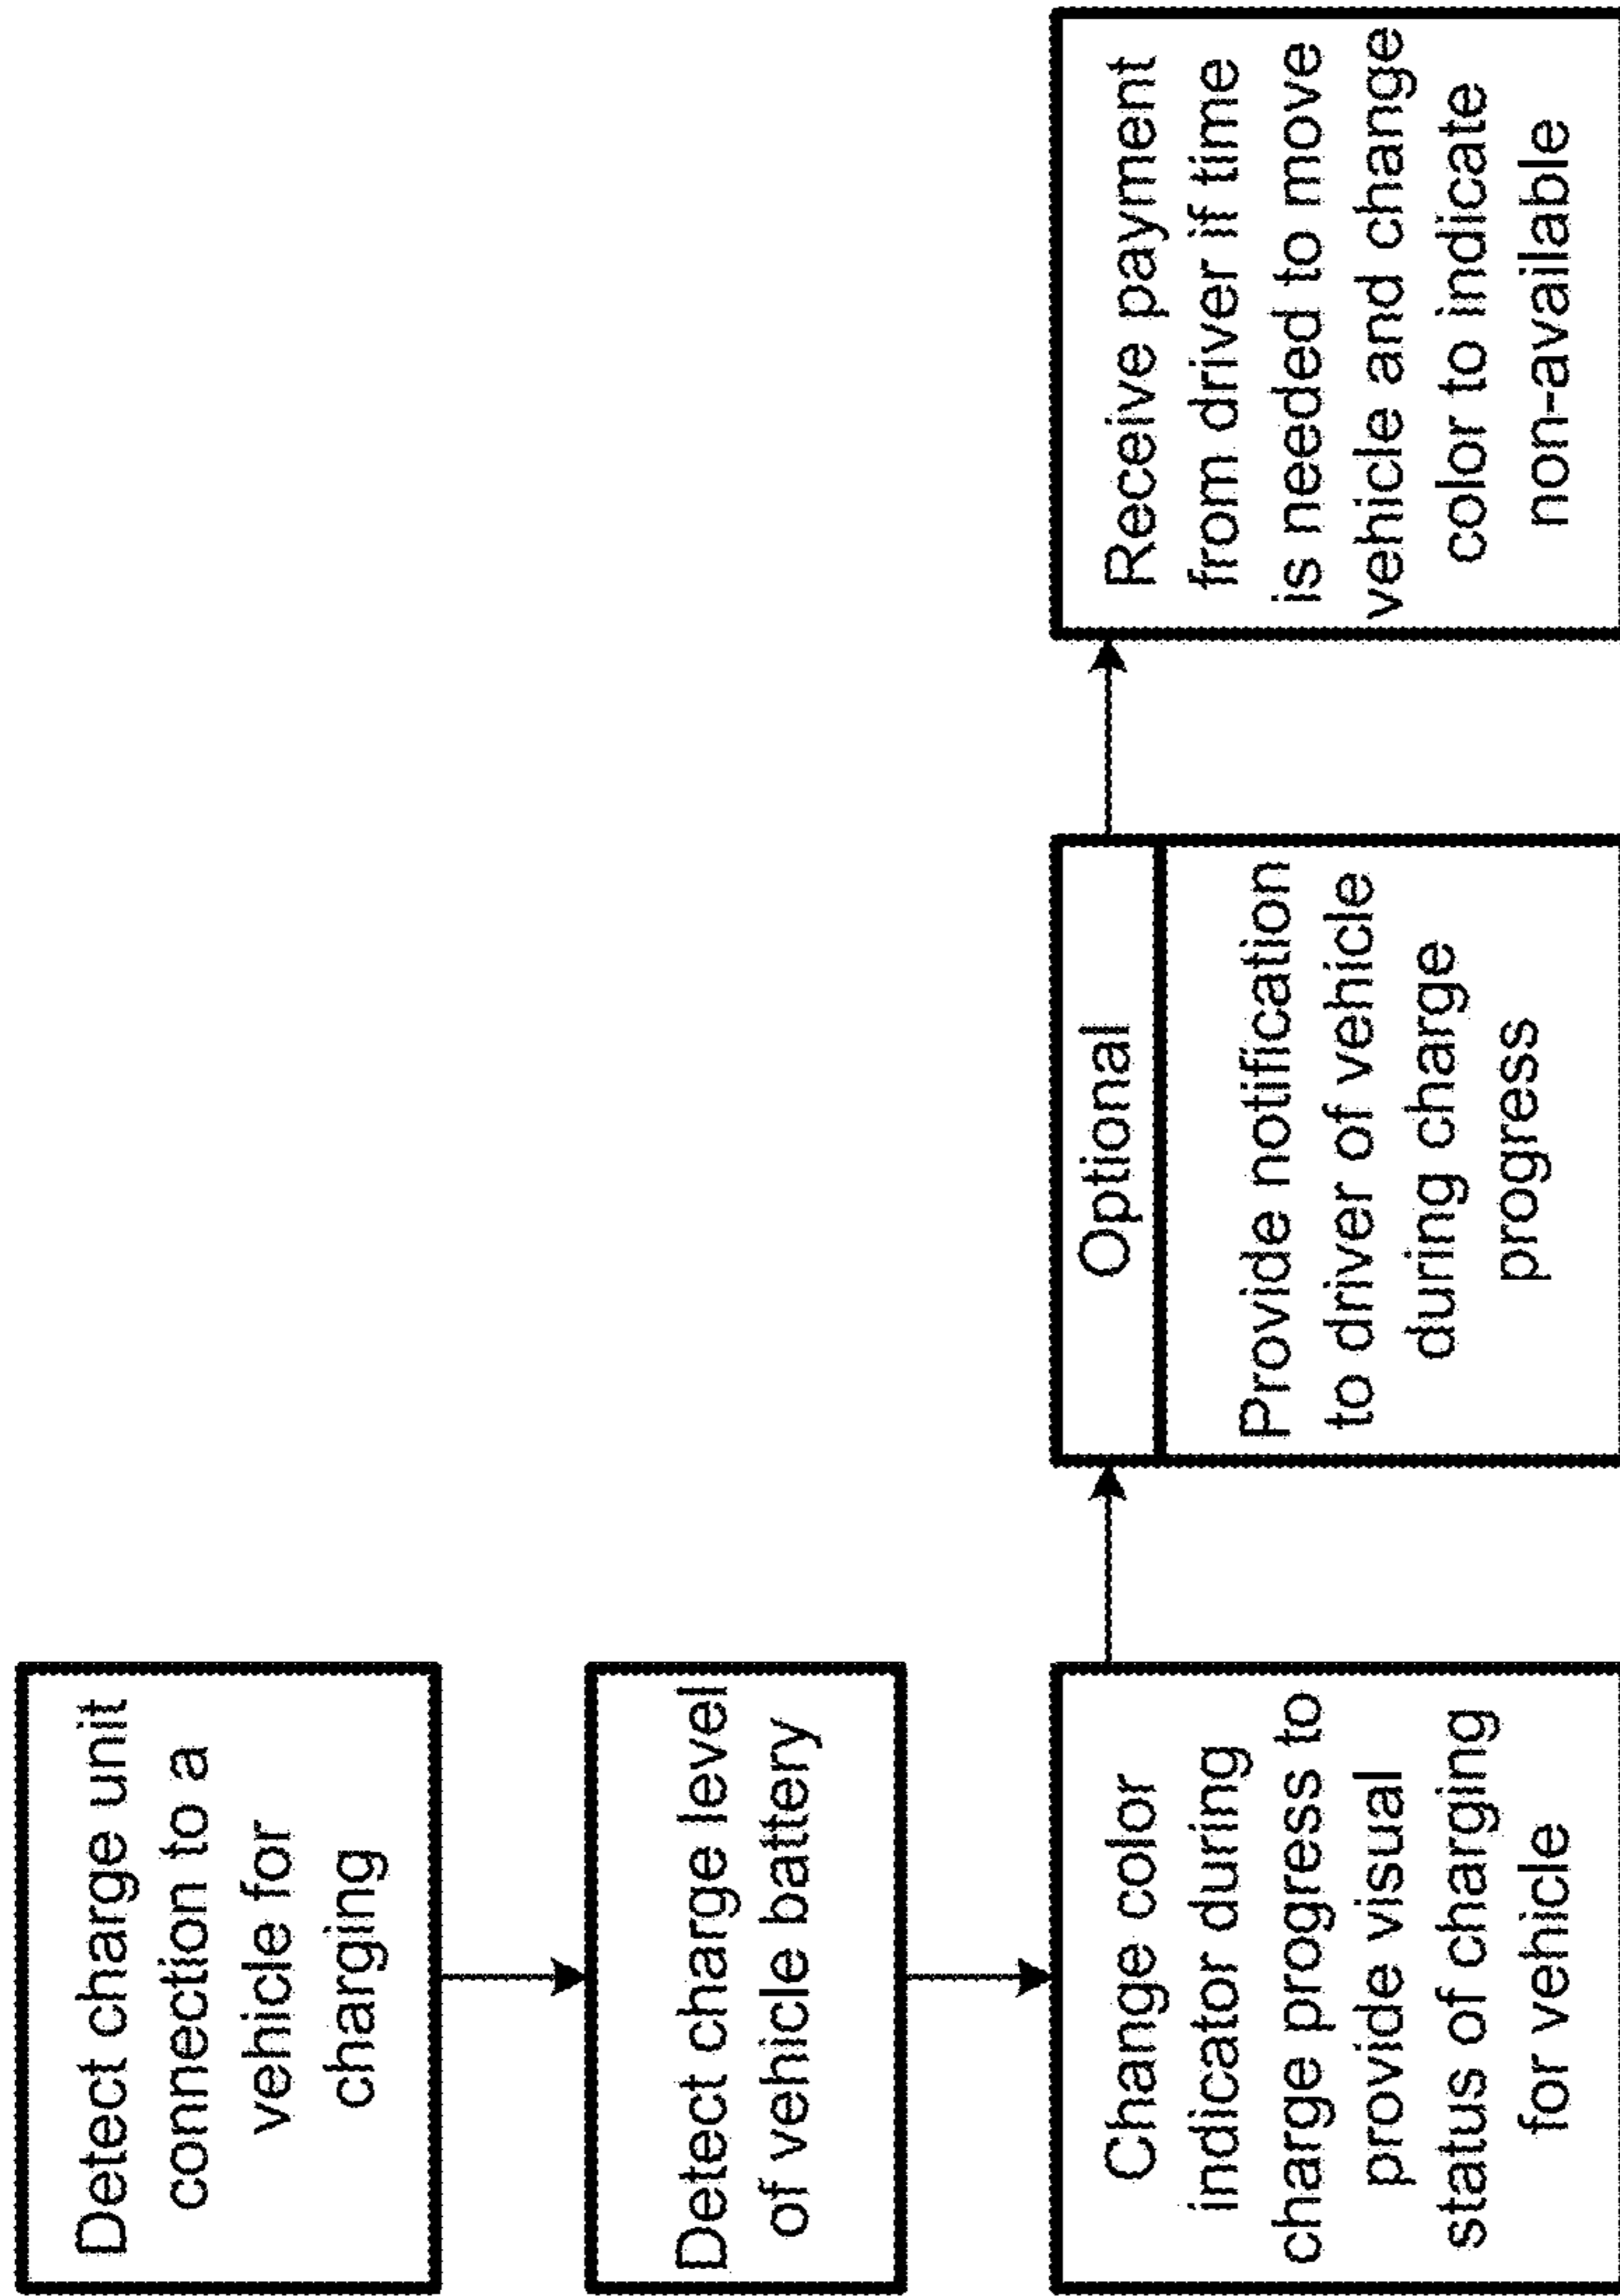 Detect charge unit
connection to a
vehicle for
charging
Detect charge level
of vehicle battery
Change color
indicator during
charge progress to
provide visual
status of charging
for vehicle
Optional
Provide notification
to driver of vehicle
during charge
progress
Receive payment
from driver if time
is needed to move
vehicle and change
color to indicate
non-available